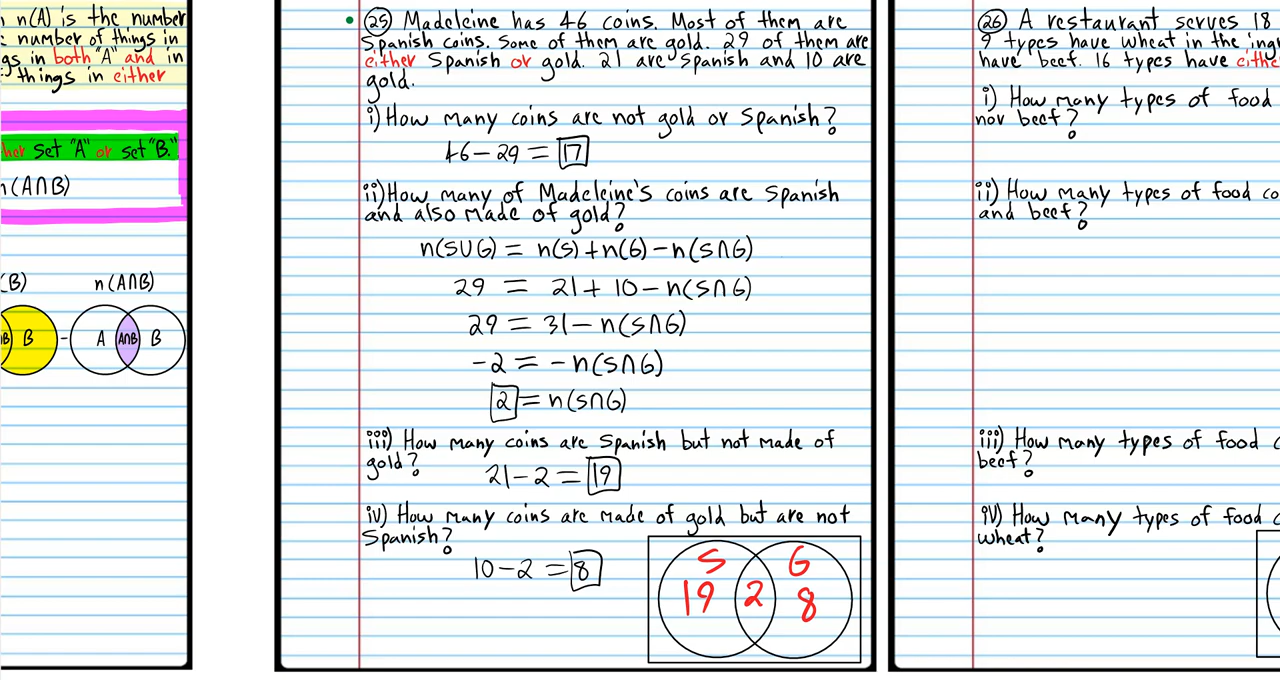 n(A) is the number
number of things in
gs in both "A" and in
things in either
her set "A" or set "B."
n(A∩B)
(B) n(A∩B)
B) B - A A∩B B
25 Madeleine has 46 coins. Most of them are
Spanish coins. Some of them are gold. 29 of them are
either Spanish or gold. 21 are Spanish and 10 are
gold.
i) How many coins are not gold or Spanish?
46-29 = 17
ii) How many of Madeleine's coins are Spanish
and also made of gold?
n(S∪G) = n(S)+n(G)-n(S∩G)
29 = 21+10-n(S∩G)
29 = 31-n(S∩G)
-2 = -n(S∩G)
2 = n(S∩G)
iii) How many coins are Spanish but not made of
gold?
21-2 = 19
iv) How many coins are made of gold but are not
Spanish?
10-2 = 8
S G
19 2 8
26 A restaurant serves 18
9 types have wheat in the ing
have beef. 16 types have eithe
i) How many types of food
nor beef?
ii) How many types of food co
and beef?
iii) How many types of food
beef?
iv) How many types of food
wheat?